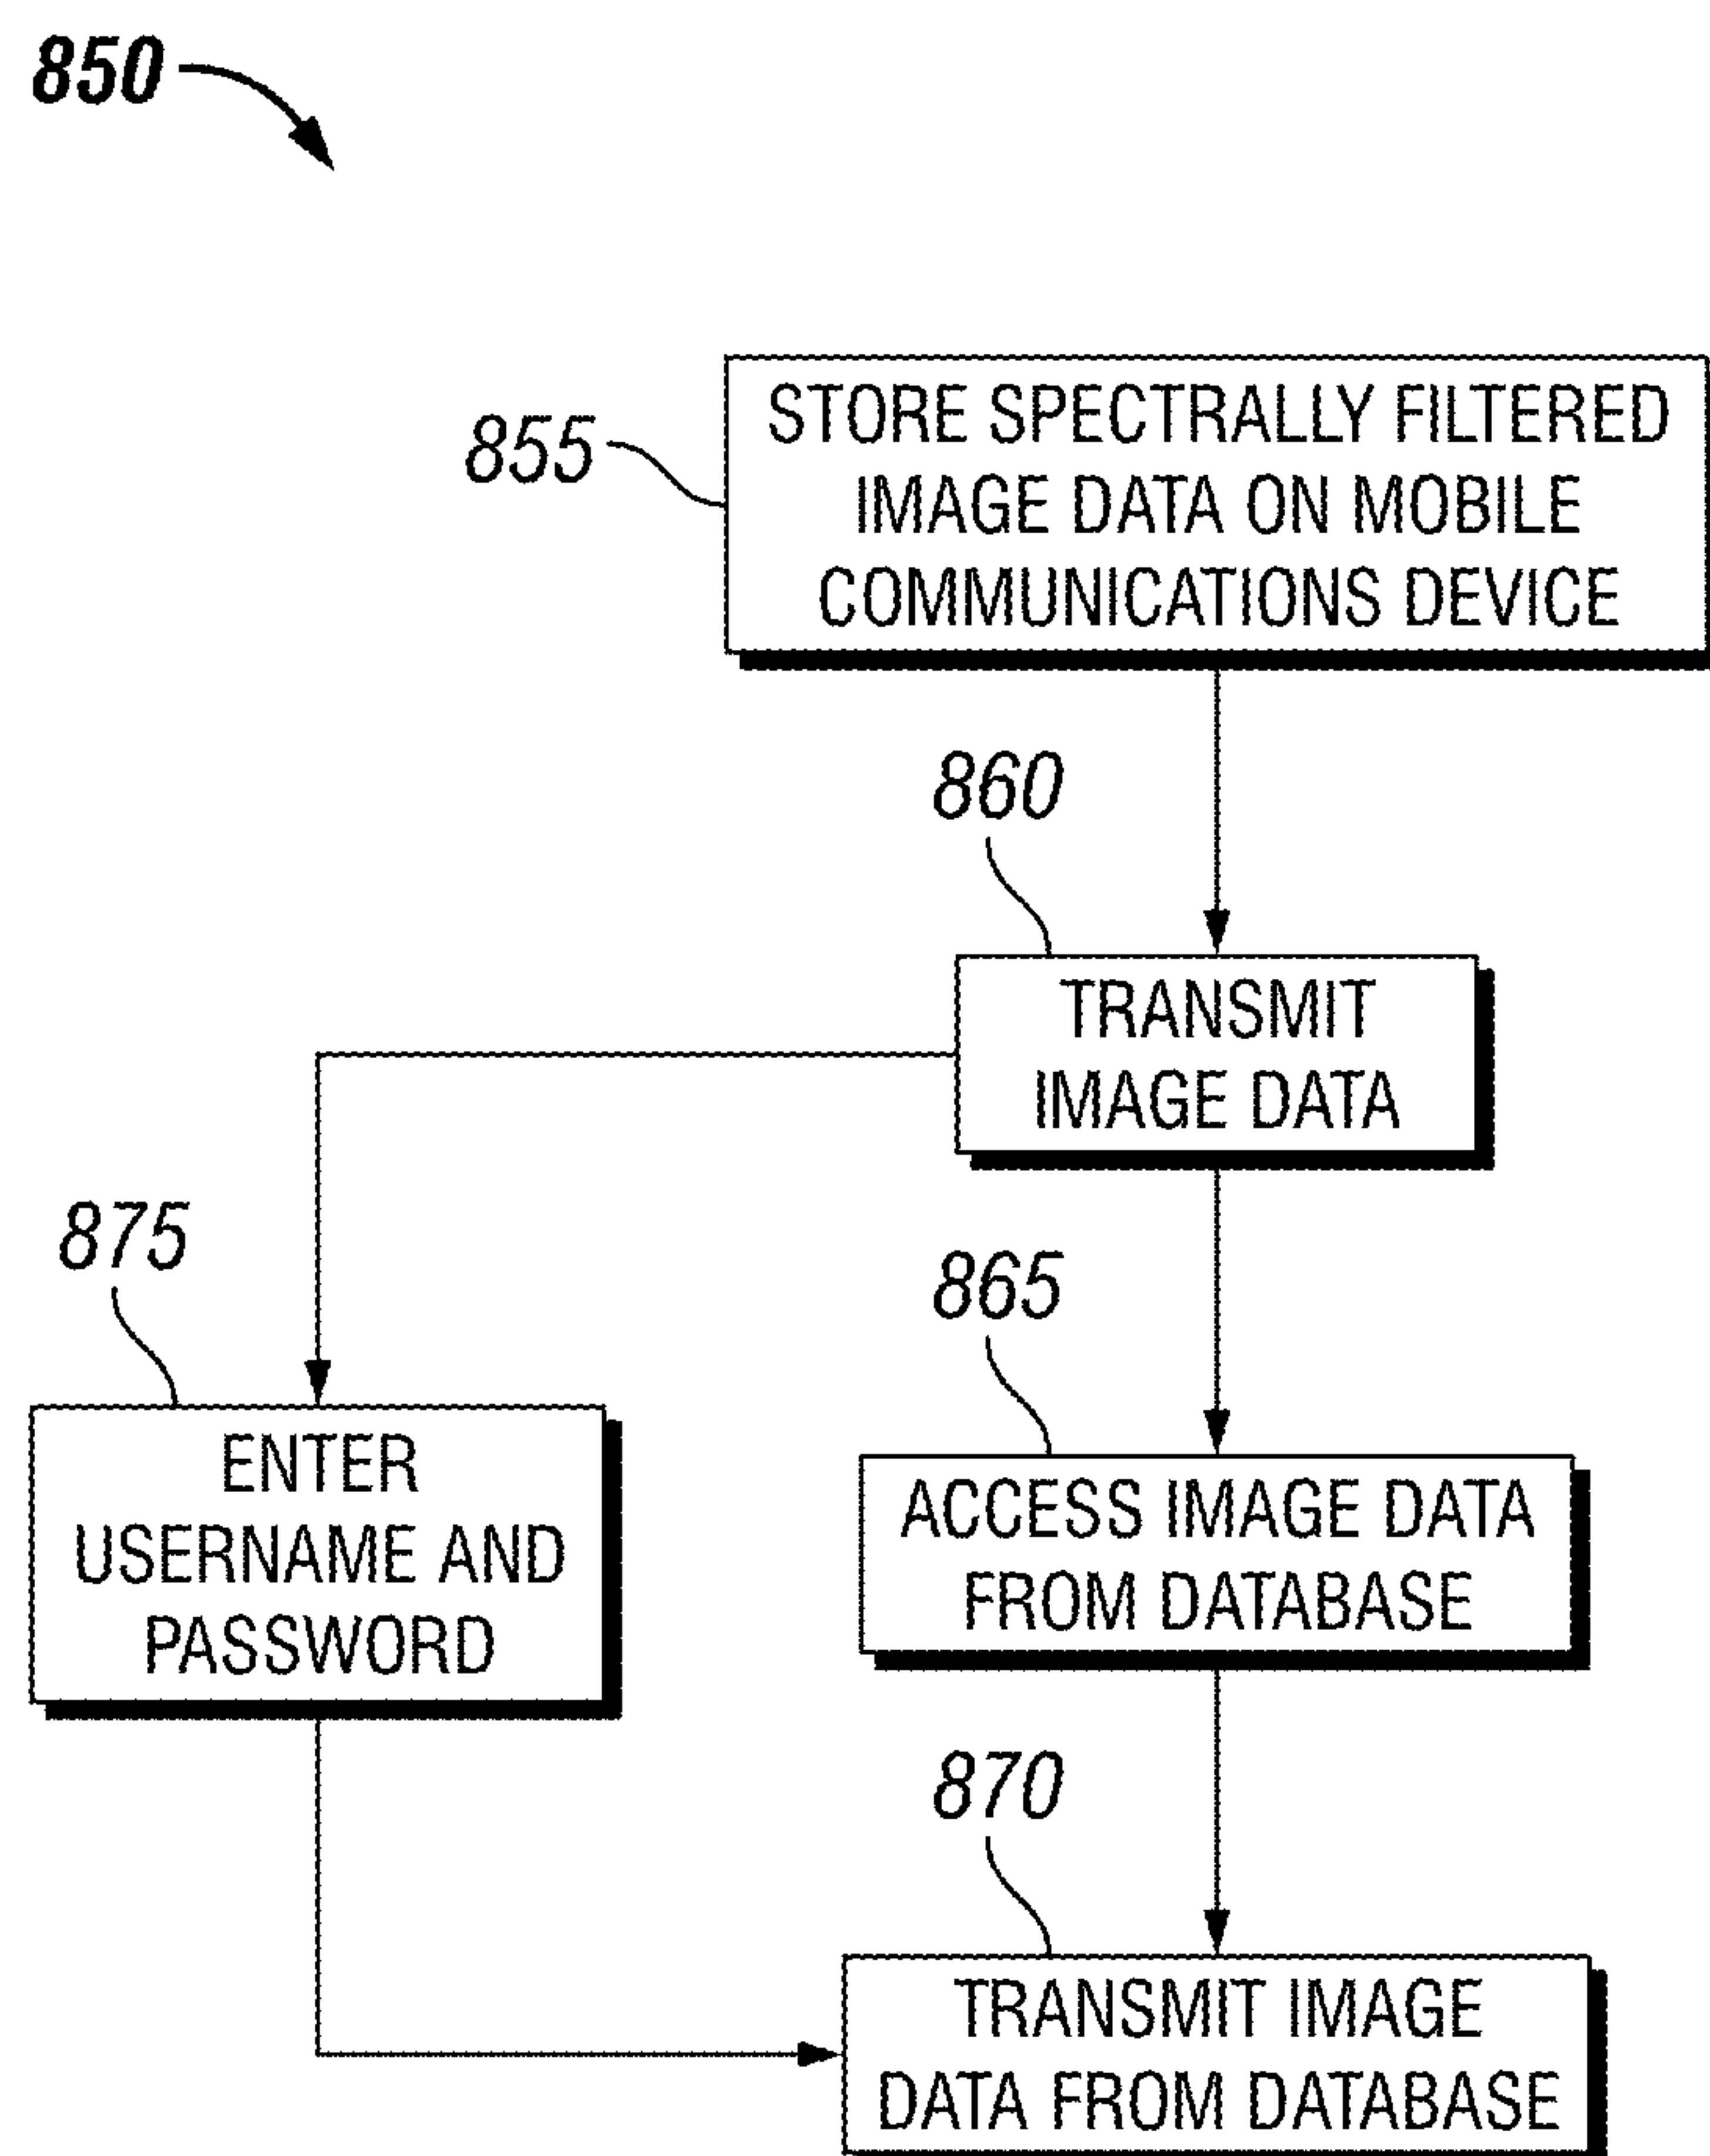 850
855
STORE SPECTRALLY FILTERED
IMAGE DATA ON MOBILE
COMMUNICATIONS DEVICE
860
TRANSMIT
IMAGE DATA
875
ENTER
USERNAME AND
PASSWORD
865
ACCESS IMAGE DATA
FROM DATABASE
870
TRANSMIT IMAGE
DATA FROM DATABASE